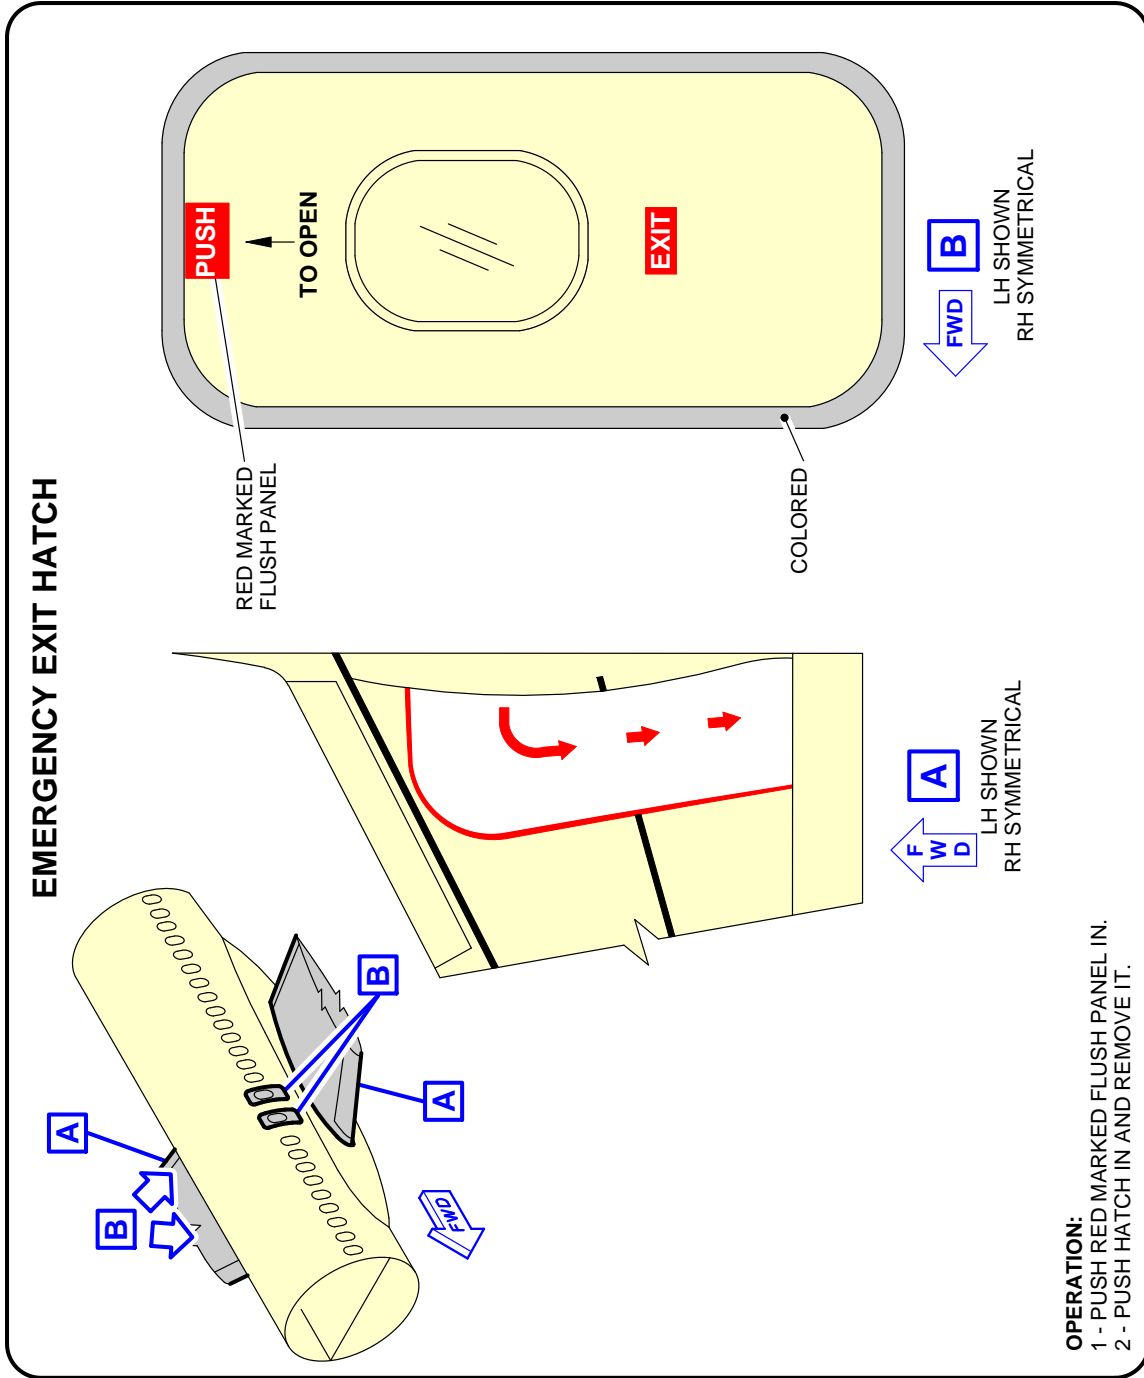 EMERGENCY EXIT HATCH
A
B
B
A
FWD
RED MARKED
FLUSH PANEL
PUSH
TO OPEN
EXIT
COLORED
F
W
D
A
LH SHOWN
RH SYMMETRICAL
FWD
B
LH SHOWN
RH SYMMETRICAL
OPERATION:
1 - PUSH RED MARKED FLUSH PANEL IN.
2 - PUSH HATCH IN AND REMOVE IT.